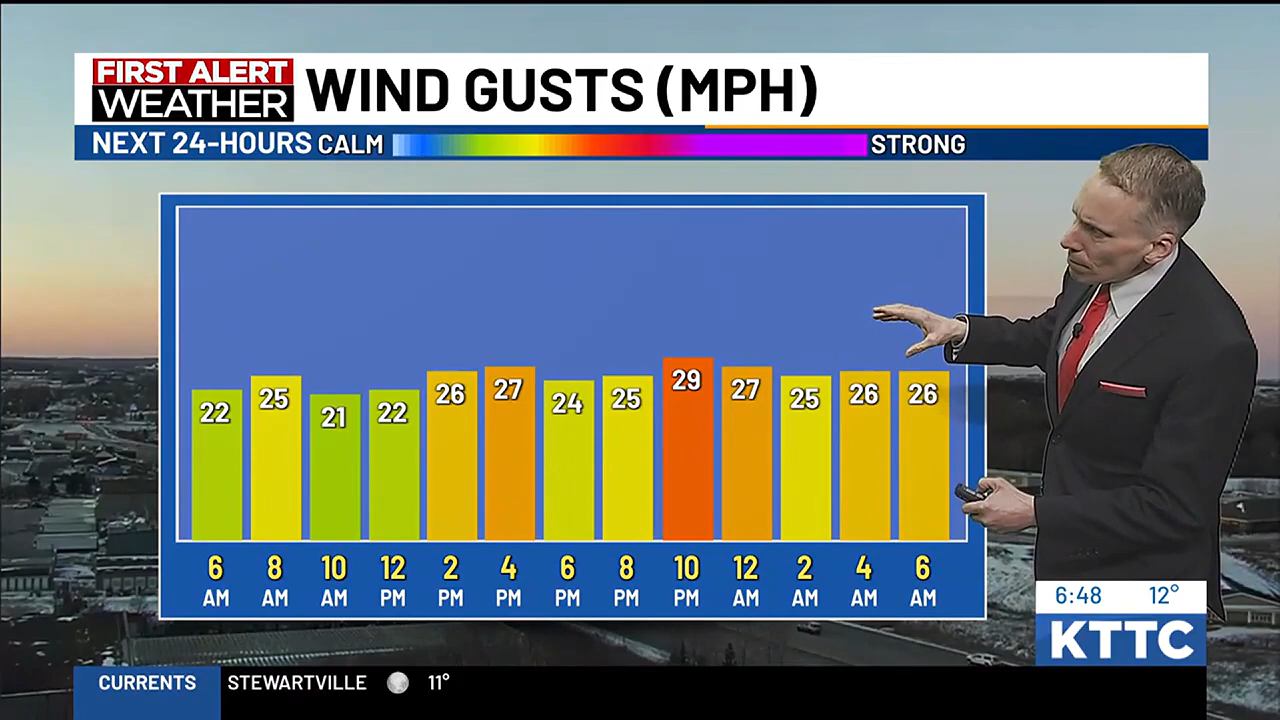 FIRST ALERT
WEATHER
WIND GUSTS (MPH)
NEXT 24-HOURS CALM STRONG
22 25 21 22 26 27 24 25 29 27 25 26 26
6 8 10 12 2 4 6 8 10 12 2 4 6
AM AM AM PM PM PM PM PM PM AM AM AM AM
6:48 12°
KTTC
CURRENTS STEWARTVILLE 11°